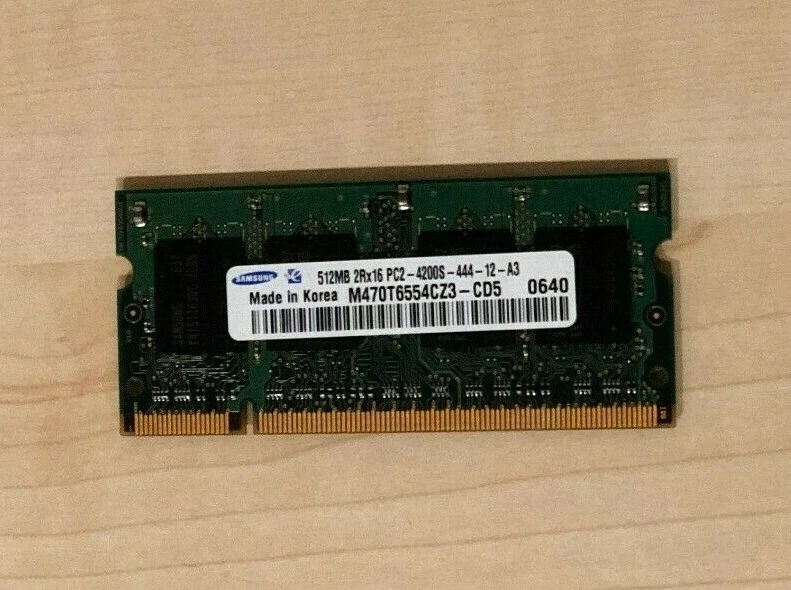 SAMSUNG 512MB 2Rx16 PC2-4200S-444-12-A3
Made in Korea M470T6554CZ3-CD5 0640